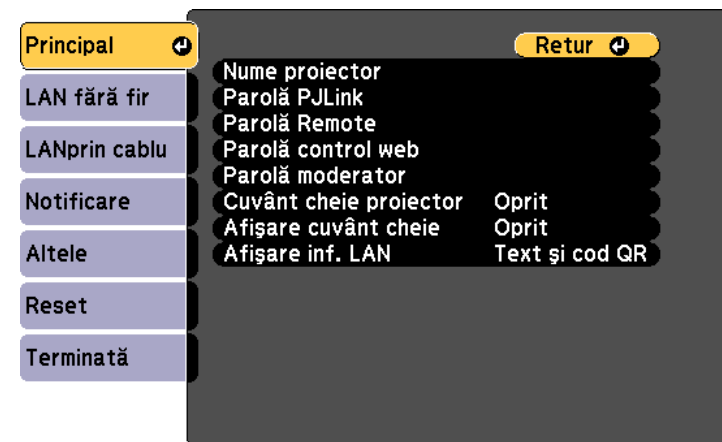 Principal
LAN fără fir
LANprin cablu
Notificare
Altele
Reset
Terminată
Retur
Nume proiector
Parolă PJLink
Parolă Remote
Parolă control web
Parolă moderator
Cuvânt cheie proiector Oprit
Afişare cuvânt cheie Oprit
Afişare inf. LAN Text şi cod QR